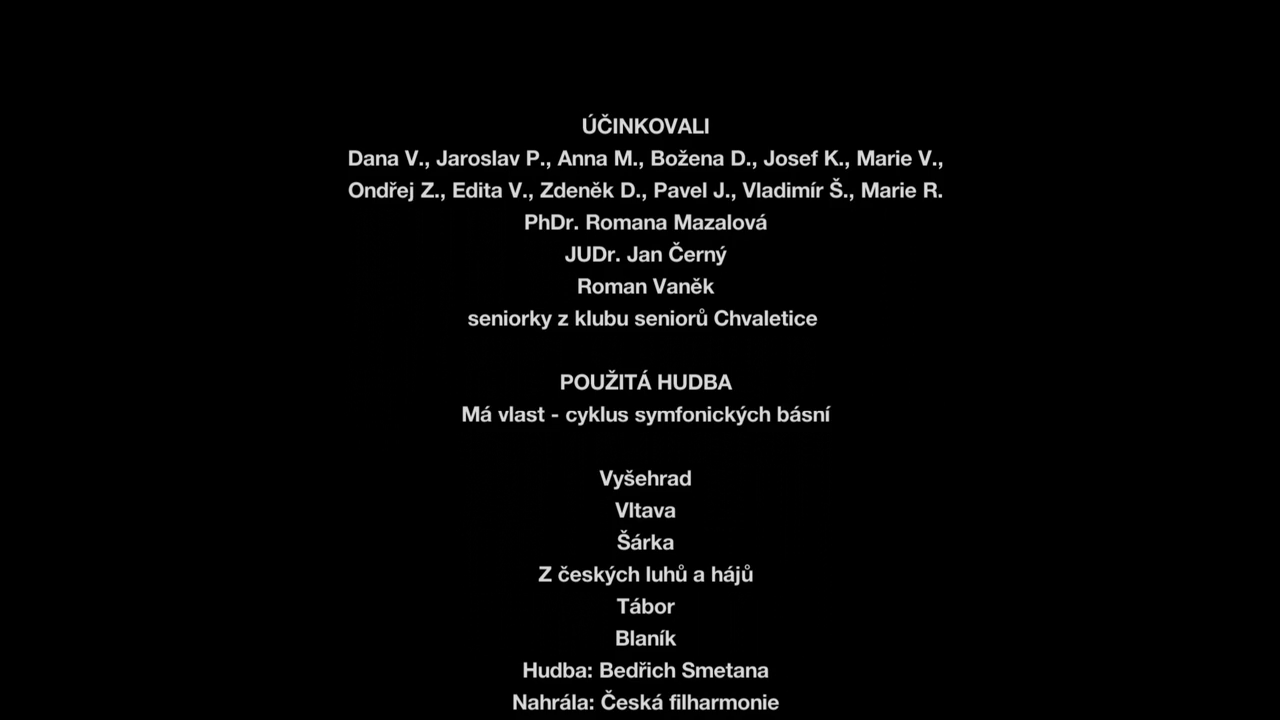 ÚČINKOVALI
Dana V., Jaroslav P., Anna M., Božena D., Josef K., Marie V.,
Ondřej Z., Edita V., Zdeněk D., Pavel J., Vladimír Š., Marie R.
PhDr. Romana Mazalová
JUDr. Jan Černý
Roman Vaněk
seniorky z klubu seniorů Chvaletice
POUŽITÁ HUDBA
Má vlast - cyklus symfonických básní
Vyšehrad
Vltava
Šárka
Z českých luhů a hájů
Tábor
Blaník
Hudba: Bedřich Smetana
Nahrála: Česká filharmonie